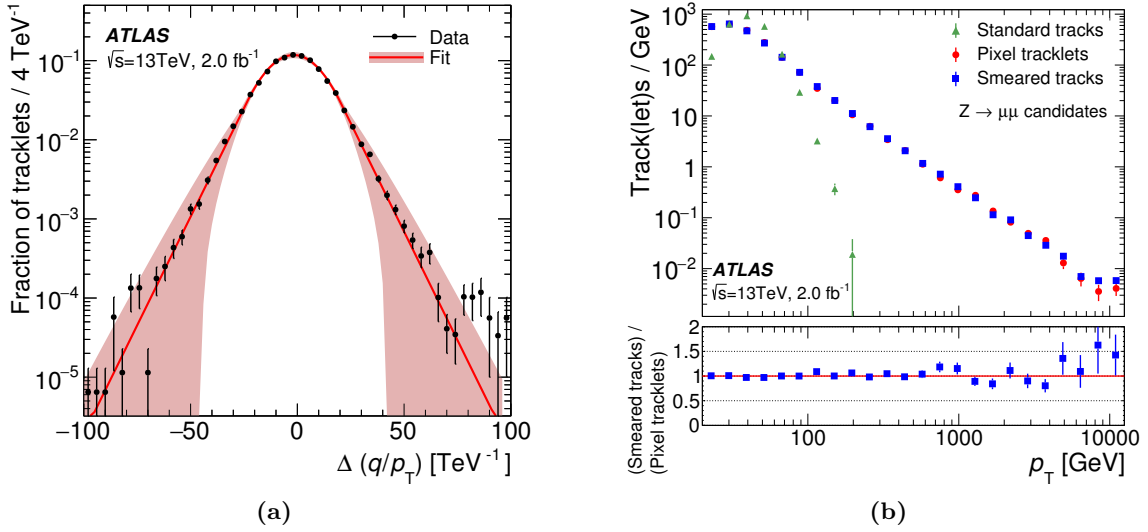 ATLAS
√s=13TeV, 2.0 fb⁻¹
Data
Fit
Fraction of tracklets / 4 TeV⁻¹
10⁻¹
10⁻²
10⁻³
10⁻⁴
10⁻⁵
−100 −50 0 50 100
Δ (q/p_T) [TeV⁻¹]
(a)
Track(let)s / GeV
10³
10²
10
1
10⁻¹
10⁻²
Standard tracks
Pixel tracklets
Smeared tracks
Z → μμ candidates
ATLAS
√s=13TeV, 2.0 fb⁻¹
(Smeared tracks) /
(Pixel tracklets)
2
1.5
1
0.5
0
100 1000 10000
p_T [GeV]
(b)